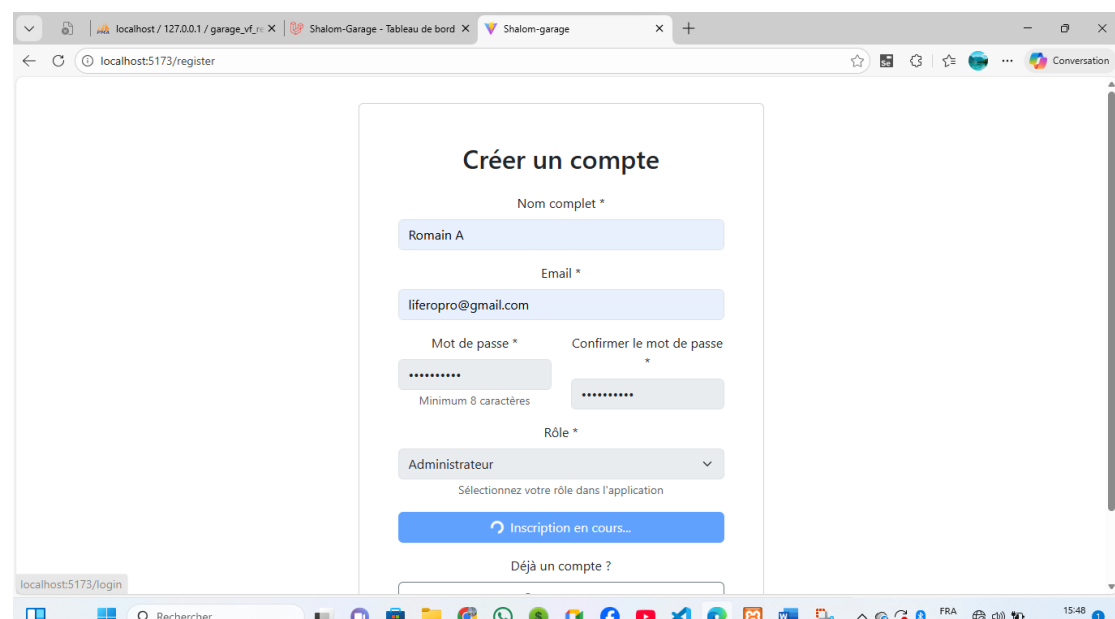 localhost / 127.0.0.1 / garage_vf_re
Shalom-Garage - Tableau de bord
Shalom-garage
localhost:5173/register
Conversation
Créer un compte
Nom complet *
Romain A
Email *
liferopro@gmail.com
Mot de passe *
Confirmer le mot de passe
*
••••••••••
••••••••••
Minimum 8 caractères
Rôle *
Administrateur
Sélectionnez votre rôle dans l'application
Inscription en cours...
Déjà un compte ?
localhost:5173/login
Rechercher
FRA
15:48